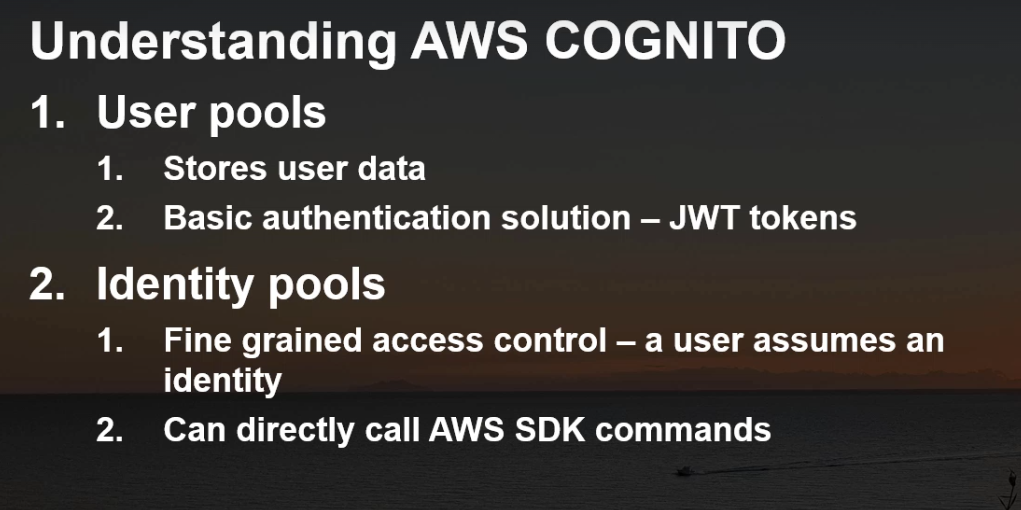 Understanding AWS COGNITO
1. User pools
1. Stores user data
2. Basic authentication solution – JWT tokens
2. Identity pools
1. Fine grained access control – a user assumes an
identity
2. Can directly call AWS SDK commands